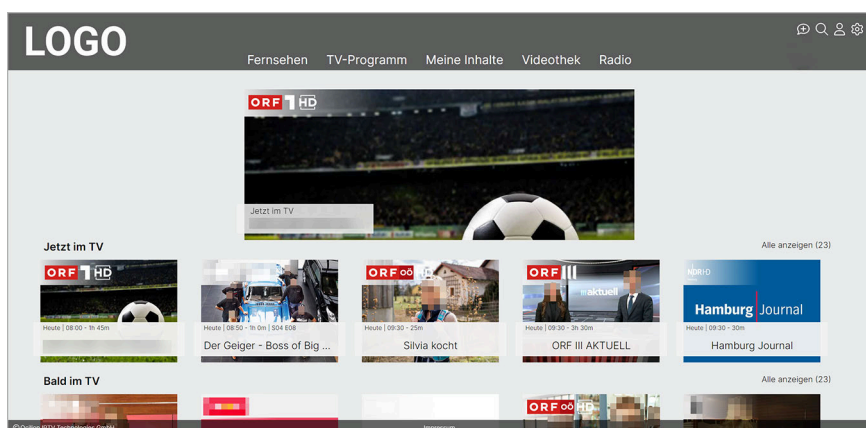 LOGO
Fernsehen TV-Programm Meine Inhalte Videothek Radio
ORF 1 HD
Jetzt im TV
Jetzt im TV
Alle anzeigen (23)
ORF 1 HD
ORF OÖ HD
ORF III
NDR HD
aktuell
Hamburg Journal
Heute | 08:00 - 1h 45m
Heute | 08:50 - 1h 0m | S04 E08
Heute | 09:30 - 25m
Heute | 09:30 - 3h 30m
Heute | 09:30 - 30m
Der Geiger - Boss of Big ...
Silvia kocht
ORF III AKTUELL
Hamburg Journal
Bald im TV
Alle anzeigen (23)
ORF OÖ
Impressum